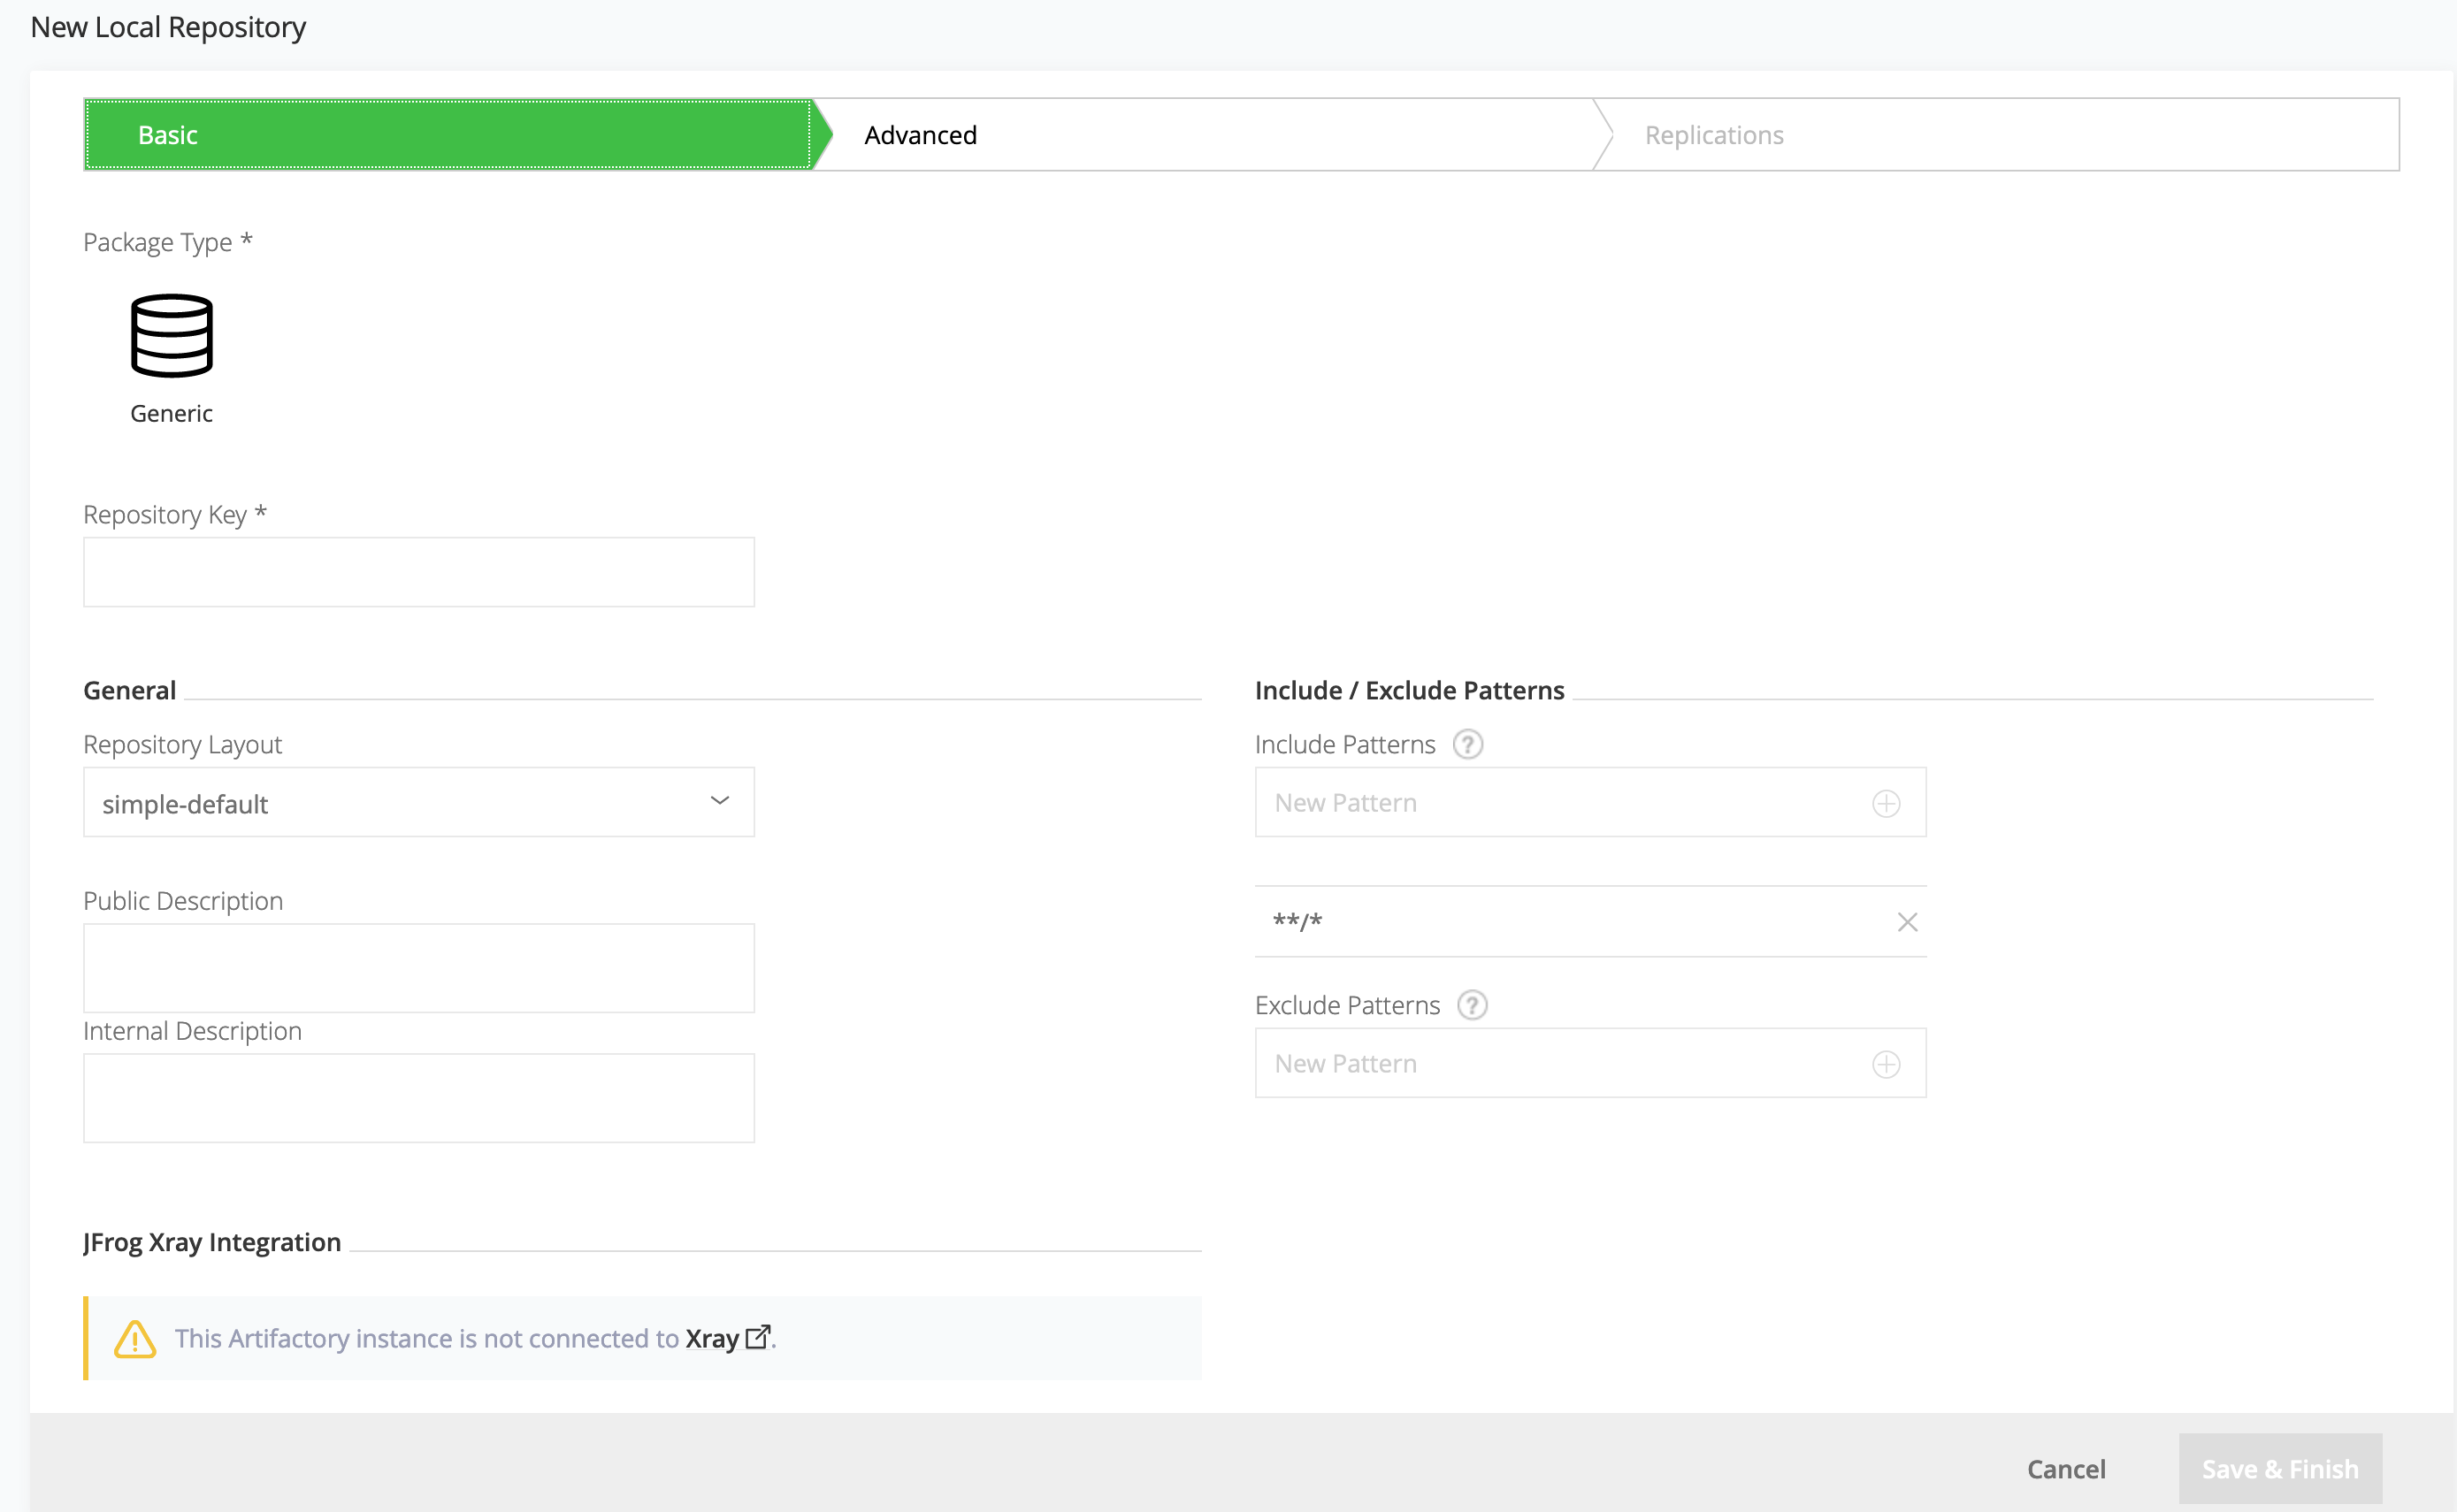 New Local Repository
Basic
Advanced
Replications
Package Type *
Generic
Repository Key *
General
Repository Layout
simple-default
Public Description
Internal Description
Include / Exclude Patterns
Include Patterns ?
New Pattern
**/*
Exclude Patterns ?
New Pattern
JFrog Xray Integration
This Artifactory instance is not connected to Xray.
Cancel
Save & Finish